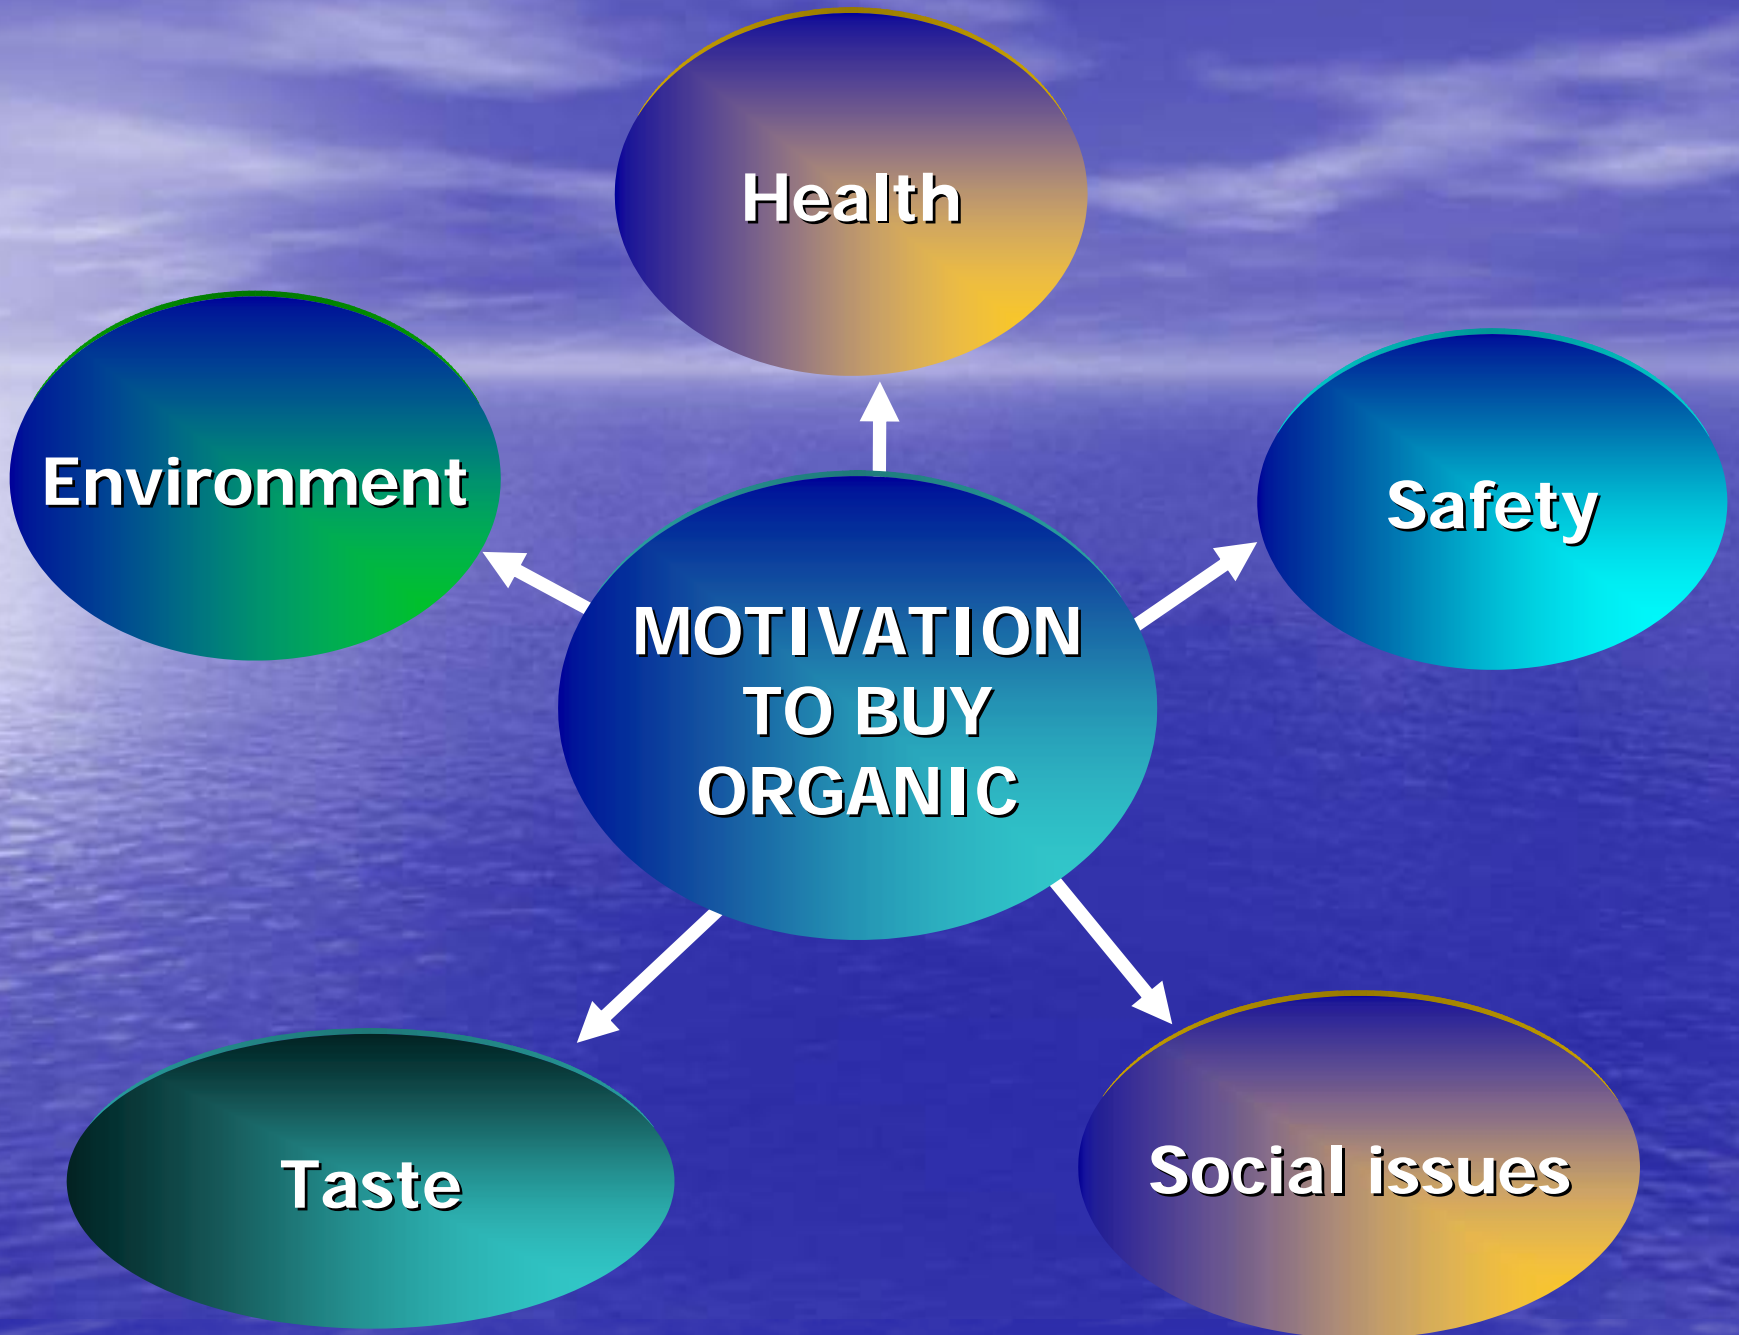 Health
Environment
Safety
MOTIVATION
TO BUY
ORGANIC
Taste
Social issues